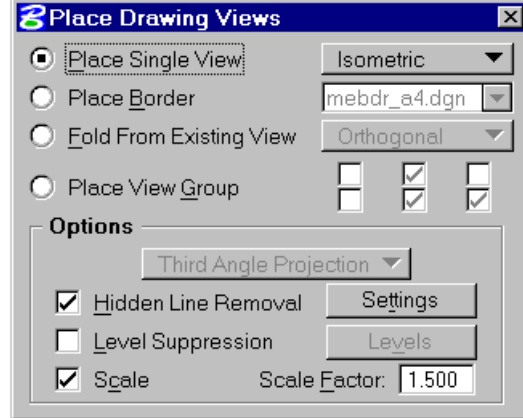 Place Drawing Views
Place Single View Isometric
Place Border mebdr_a4.dgn
Fold From Existing View Orthogonal
Place View Group
Options
Third Angle Projection
Hidden Line Removal Settings
Level Suppression Levels
Scale Scale Factor: 1.500